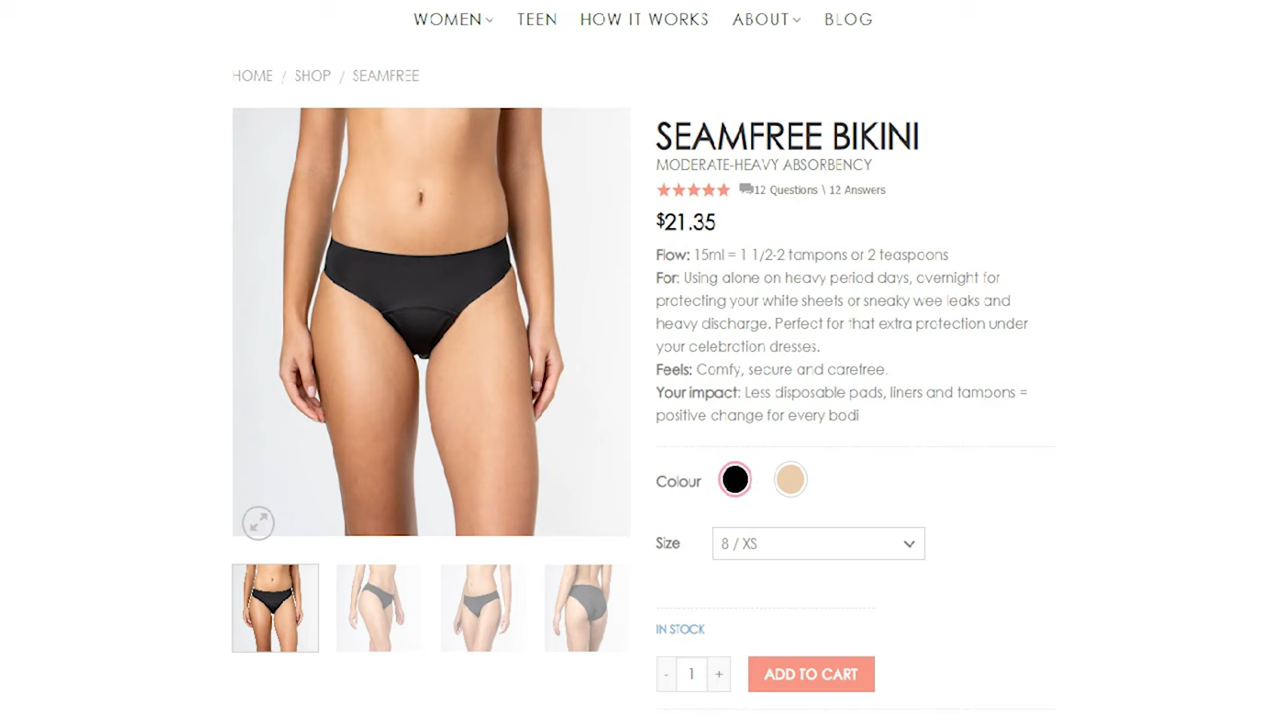 WOMEN TEEN HOW IT WORKS ABOUT BLOG
HOME / SHOP / SEAMFREE
SEAMFREE BIKINI
MODERATE-HEAVY ABSORBENCY
12 Questions \ 12 Answers
$21.35
Flow: 15ml = 1 1/2-2 tampons or 2 teaspoons
For: Using alone on heavy period days, overnight for
protecting your white sheets or sneaky wee leaks and
heavy discharge. Perfect for that extra protection under
your celebration dresses.
Feels: Comfy, secure and carefree.
Your impact: Less disposable pads, liners and tampons =
positive change for every bodi
Colour
Size 8 / XS
IN STOCK
- 1 + ADD TO CART